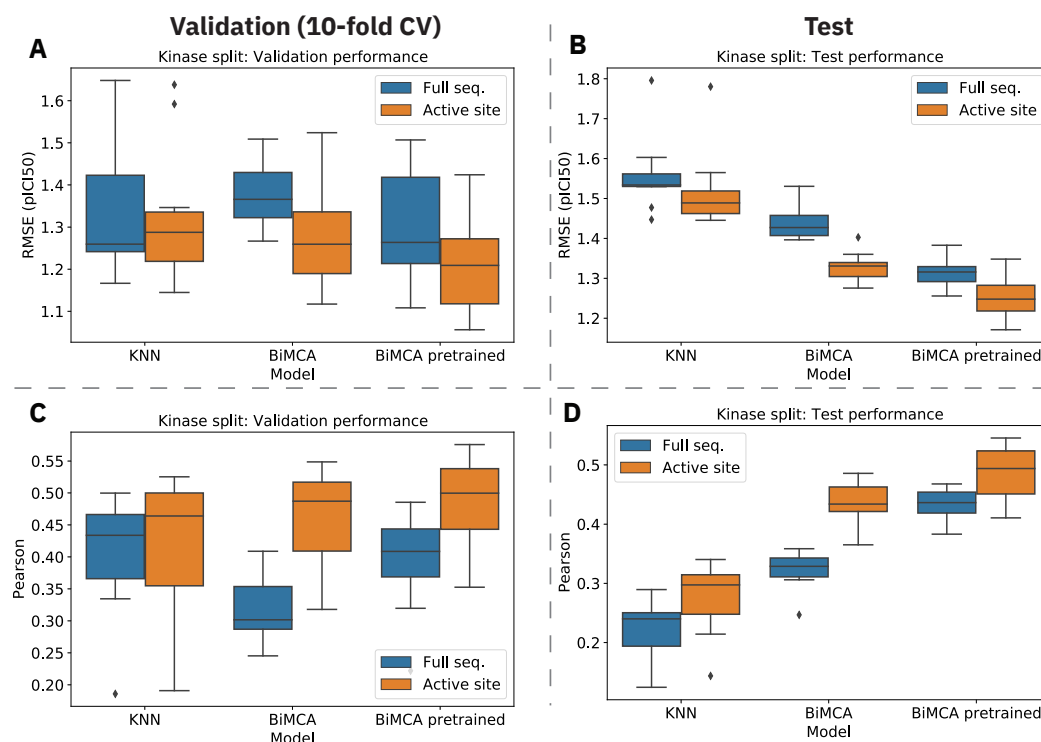 Validation (10-fold CV)
Test
A
Kinase split: Validation performance
Full seq.
Active site
1.6
1.5
1.4
1.3
1.2
1.1
RMSE (pICI50)
KNN
BiMCA
BiMCA pretrained
Model
B
Kinase split: Test performance
Full seq.
Active site
1.8
1.7
1.6
1.5
1.4
1.3
1.2
RMSE (pICI50)
KNN
BiMCA
BiMCA pretrained
Model
C
Kinase split: Validation performance
0.55
0.50
0.45
0.40
0.35
0.30
0.25
0.20
Pearson
Full seq.
Active site
KNN
BiMCA
BiMCA pretrained
Model
D
Kinase split: Test performance
Full seq.
Active site
0.5
0.4
0.3
0.2
Pearson
KNN
BiMCA
BiMCA pretrained
Model